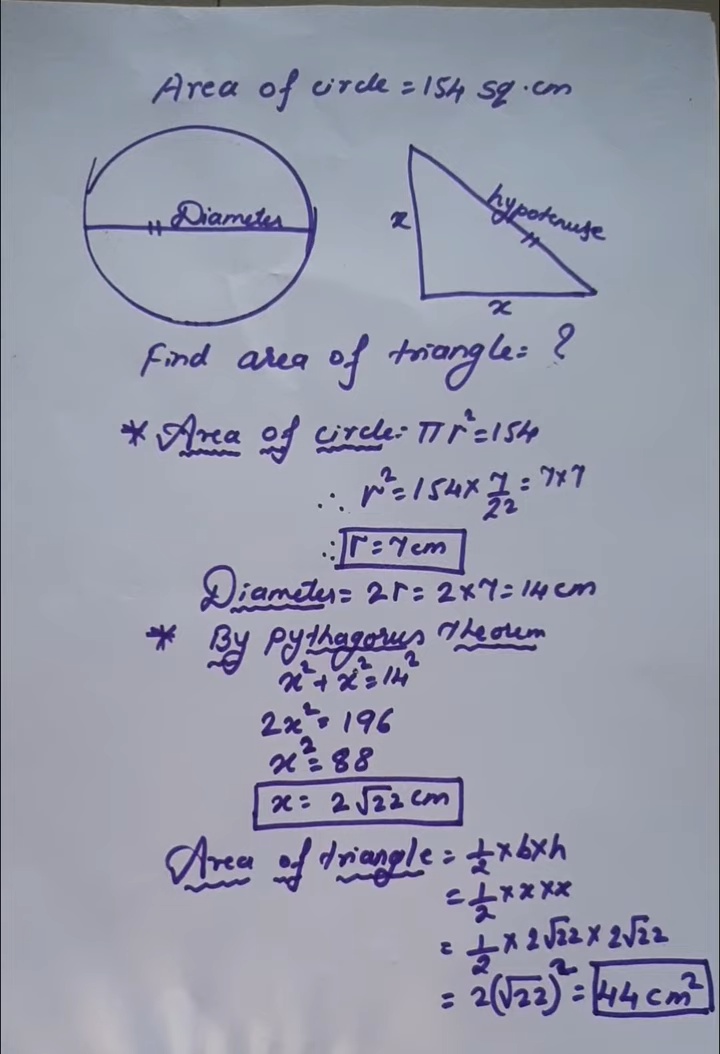 Area of circle = 154 sq.cm
Diameter
x
hypotenuse
x
Find area of triangle = ?
* Area of circle = πr² = 154
∴ r² = 154 × 7/22 = 7×7
∴ r = 7cm
Diameter = 2r = 2×7 = 14cm
* By pythagorus Theorum
x² + x² = 14²
2x² = 196
x² = 88
x = 2√22 cm
Area of triangle = 1/2 × b×h
= 1/2 × x × x
= 1/2 × 2√22 × 2√22
= 2(√22)² = 44 cm²